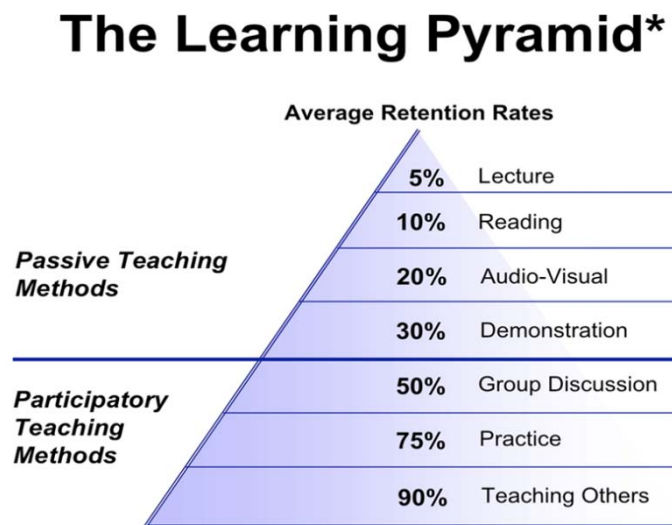 The Learning Pyramid*
Average Retention Rates
5% Lecture
10% Reading
Passive Teaching
Methods
20% Audio-Visual
30% Demonstration
Participatory
Teaching
Methods
50% Group Discussion
75% Practice
90% Teaching Others